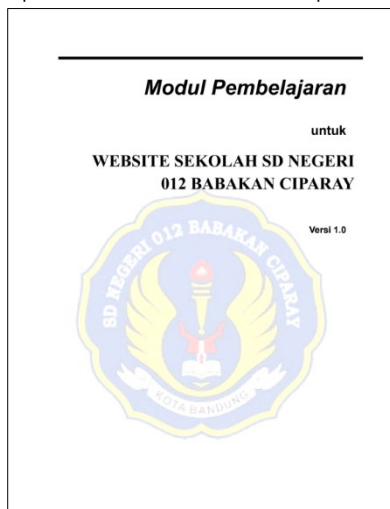 Modul Pembelajaran
untuk
WEBSITE SEKOLAH SD NEGERI
012 BABAKAN CIPARAY
Versi 1.0
SD NEGERI 012 BABAKAN CIPARAY
KOTA BANDUNG